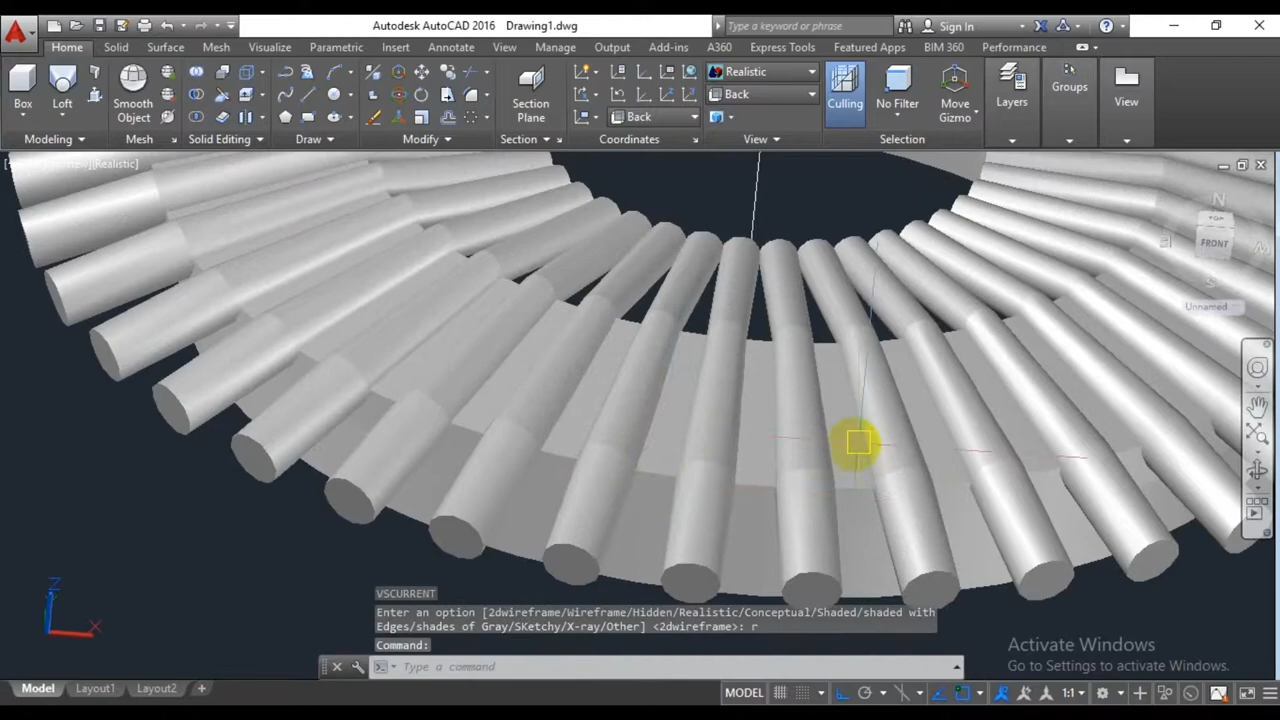 Autodesk AutoCAD 2016 Drawing1.dwg
Type a keyword or phrase
Sign In
Home Solid Surface Mesh Visualize Parametric Insert Annotate View Manage Output Add-ins A360 Express Tools Featured Apps BIM 360 Performance
Box
Loft
Smooth
Object
Section
Plane
Realistic
Back
Back
Culling
No Filter
Move
Gizmo
Layers
Groups
View
Modeling
Mesh
Solid Editing
Draw
Modify
Section
Coordinates
View
Selection
[Realistic]
N
TOP
FRONT
S
Unnamed
Z
X
VSCURRENT
Enter an option [2dwireframe/Wireframe/Hidden/Realistic/Conceptual/Shaded/shaded with
Edges/shades of Gray/SKetchy/X-ray/Other] <2dwireframe>: r
Command:
Type a command
Activate Windows
Go to Settings to activate Windows.
Model Layout1 Layout2 +
MODEL
1:1